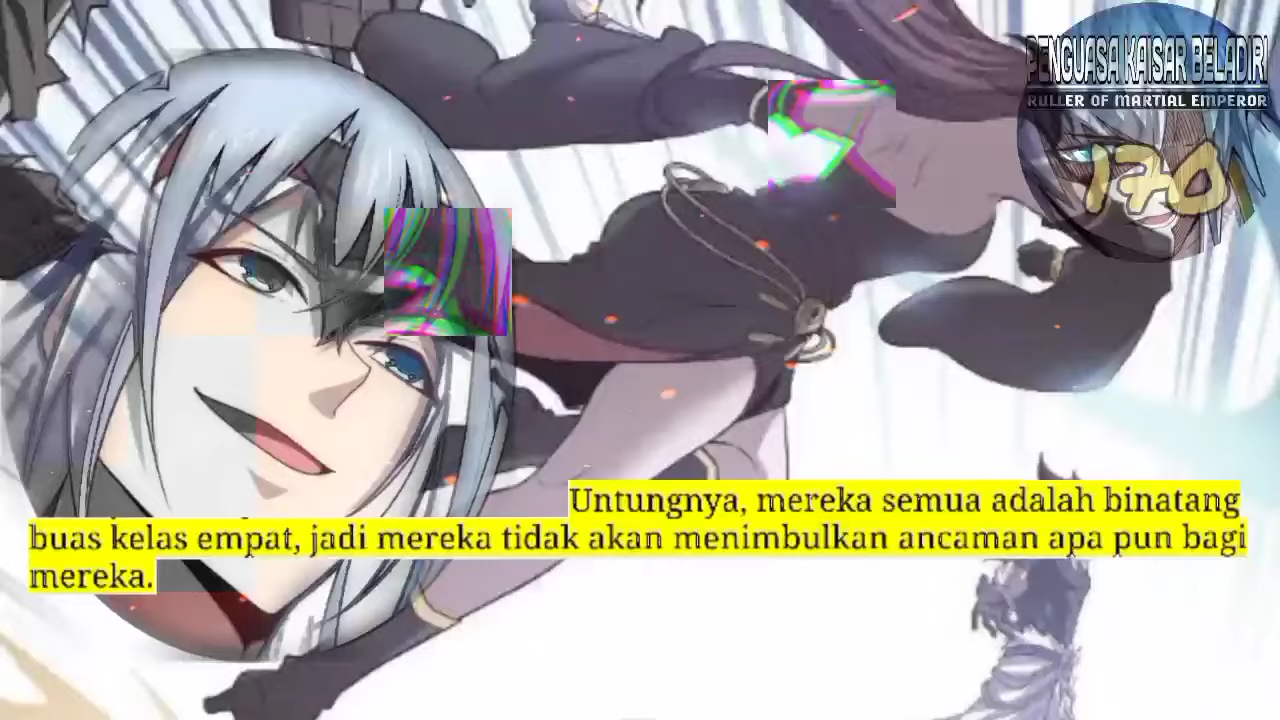 PENGUASA KAISAR BELADIRI
RULLER OF MARTIAL EMPEROR
170
Untungnya, mereka semua adalah binatang
buas kelas empat, jadi mereka tidak akan menimbulkan ancaman apa pun bagi
mereka.